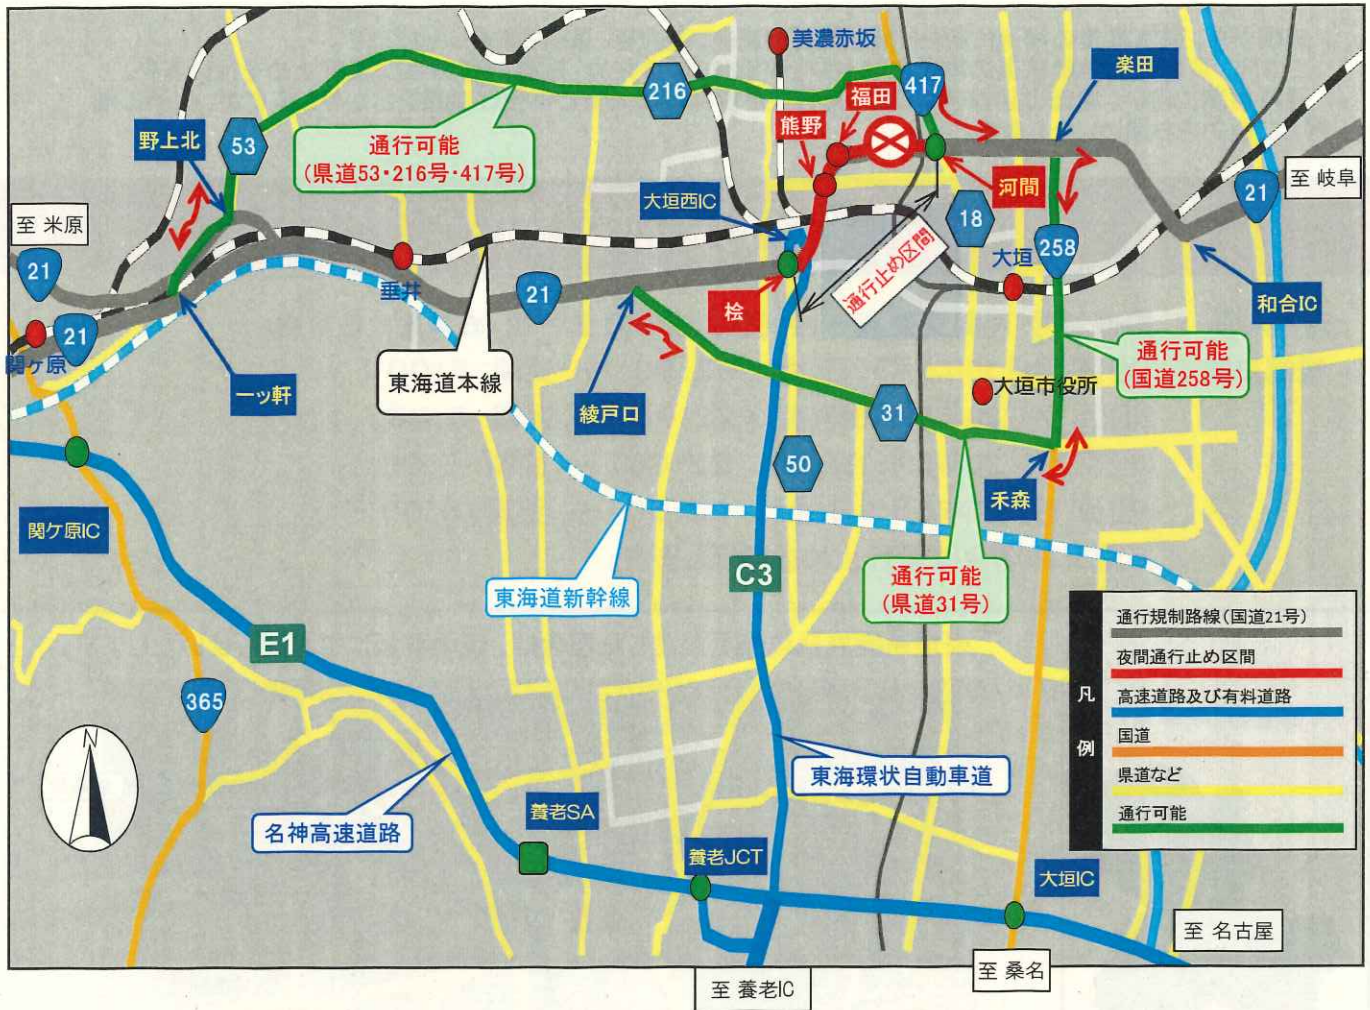 美濃赤坂
楽田
417
福田
216
熊野
野上北
53
通行可能
(県道53・216号・417号)
大垣西IC
河間
至 岐阜
21
至 米原
18
通行止め区間
258
大垣
21
21
垂井
21
桧
和合IC
関ヶ原
通行可能
(国道258号)
東海道本線
一ッ軒
綾戸口
大垣市役所
31
50
禾森
関ケ原IC
通行可能
(県道31号)
C3
東海道新幹線
E1
365
N
凡例
通行規制路線(国道21号)
夜間通行止め区間
高速道路及び有料道路
国道
県道など
通行可能
東海環状自動車道
名神高速道路
養老SA
養老JCT
大垣IC
至 名古屋
至 桑名
至 養老IC